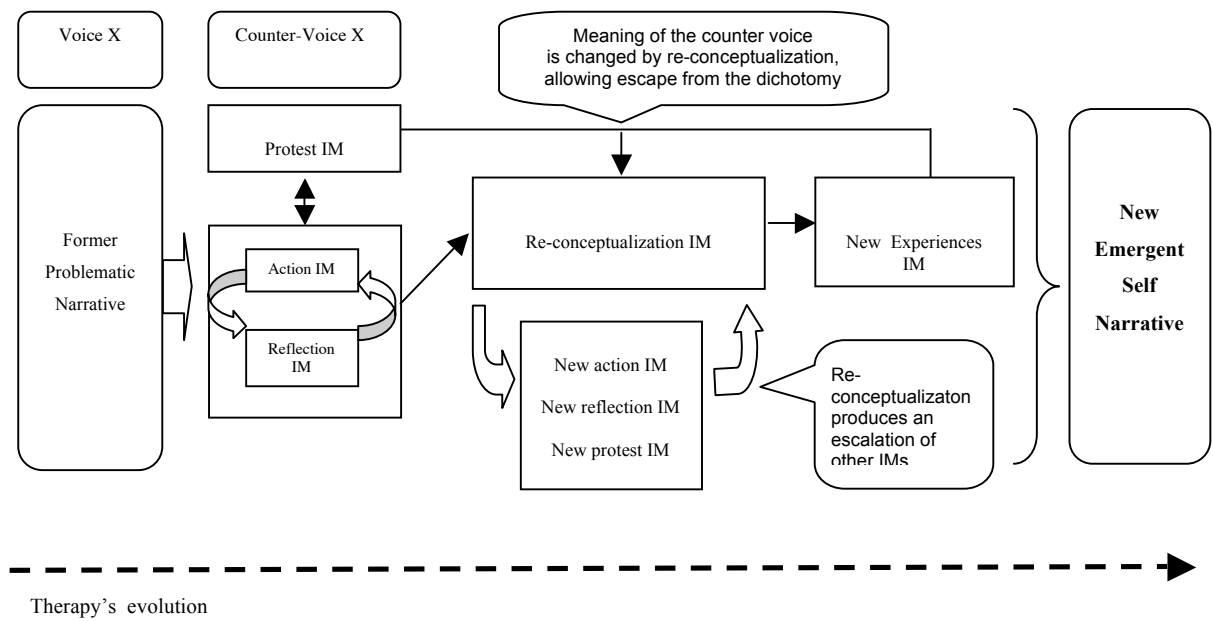 Voice X
Counter-Voice X
Meaning of the counter voice
is changed by re-conceptualization,
allowing escape from the dichotomy
Protest IM
Former
Problematic
Narrative
Action IM
Reflection
IM
Re-conceptualization IM
New Experiences
IM
New action IM
New reflection IM
New protest IM
Re-
conceptualizaton
produces an
escalation of
other IMs
New
Emergent
Self
Narrative
Therapy's evolution